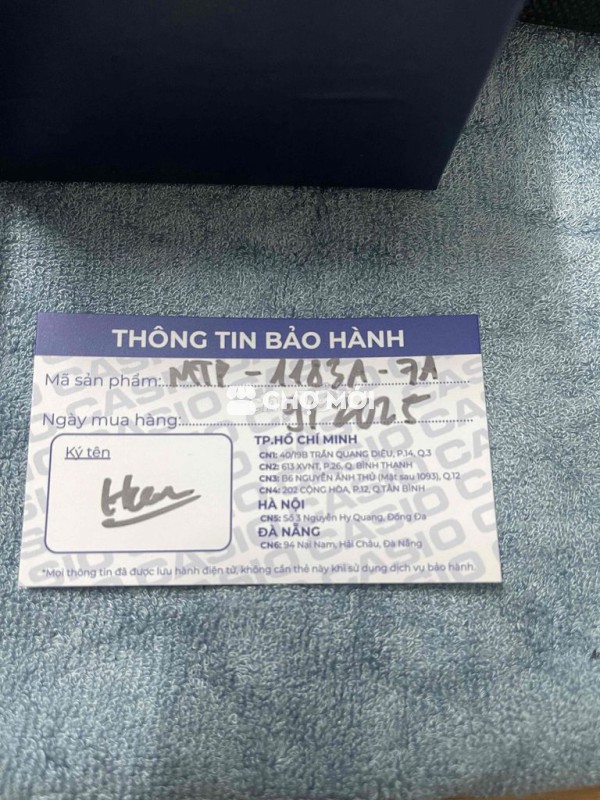 THÔNG TIN BẢO HÀNH
Mã sản phẩm: MTP-1183A-7A
CHỢ MỚI
Ngày mua hàng: 2025
Ký tên
TP.HỒ CHÍ MINH
CN1: 40/19B TRẦN QUANG DIỆU, P.14, Q.3
CN2: 613 XVNT, P.26, Q. BÌNH THẠNH
CN3: B6 NGUYỄN ẢNH THỦ (Mặt sau 1093), Q.12
CN4: 202 CỘNG HÒA, P.12, Q.TÂN BÌNH
HÀ NỘI
CN5: Số 3 Nguyễn Hy Quang, Đống Đa
ĐÀ NẴNG
CN6: 94 Nai Nam, Hải Châu, Đà Nẵng
*Mọi thông tin đã được lưu hành điện tử, không cần thẻ này khi sử dụng dịch vụ bảo hành.
CASIO